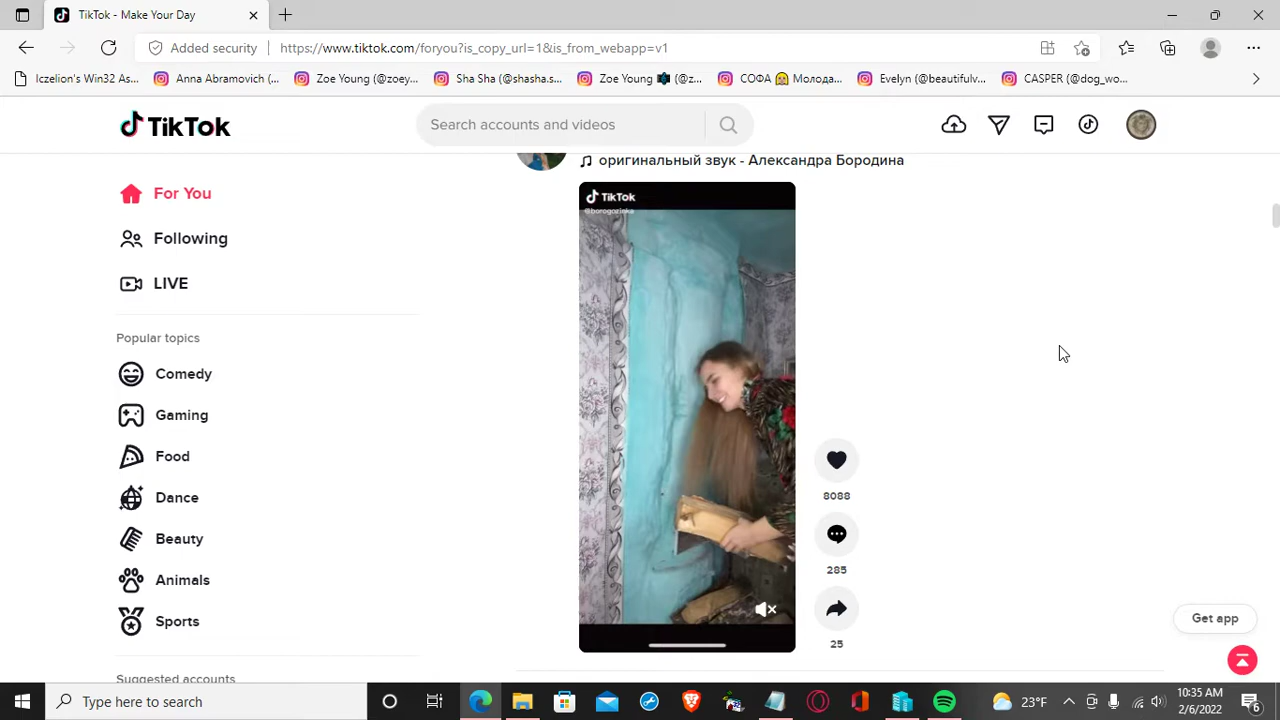 TikTok - Make Your Day
Added security
https://www.tiktok.com/foryou?is_copy_url=1&is_from_webapp=v1
Iczelion's Win32 As...
Anna Abramovich (...
Zoe Young (@zoey...
Sha Sha (@shasha.s...
Zoe Young 📸 (@z...
СОФА 🤗 Молода...
Evelyn (@beautifulv...
CASPER (@dog_wo...
TikTok
Search accounts and videos
For You
Following
LIVE
Popular topics
Comedy
Gaming
Food
Dance
Beauty
Animals
Sports
Suggested accounts
оригинальный звук - Александра Бородина
TikTok
8088
285
25
Get app
Type here to search
23°F
10:35 AM
2/6/2022
6